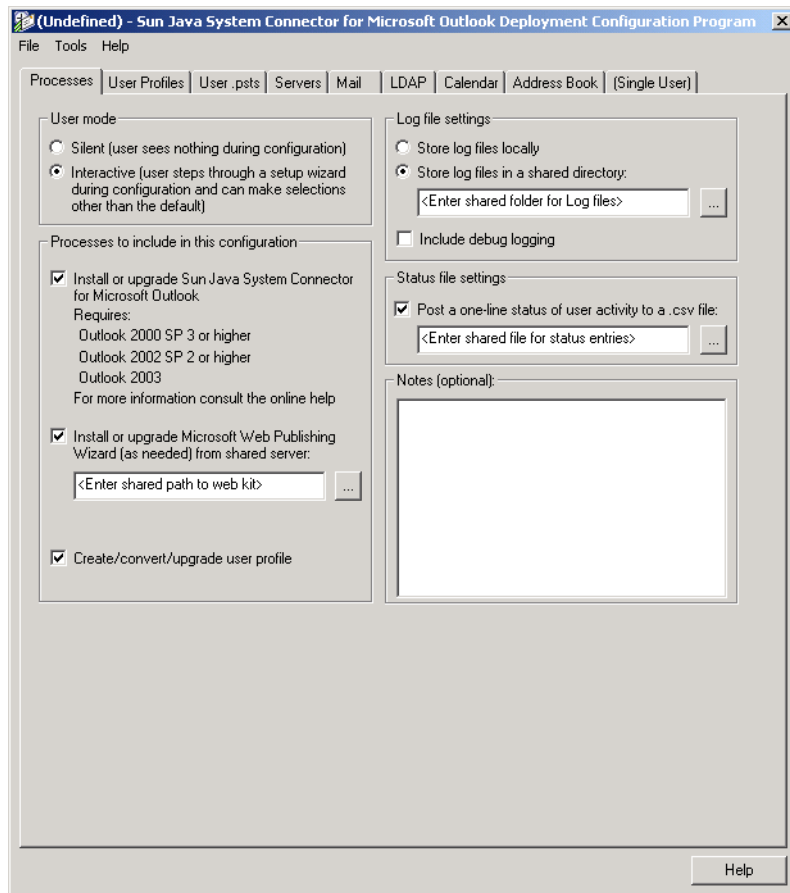 (Undefined) - Sun Java System Connector for Microsoft Outlook Deployment Configuration Program
File Tools Help
Processes User Profiles User .psts Servers Mail LDAP Calendar Address Book (Single User)
User mode
Silent (user sees nothing during configuration)
Interactive (user steps through a setup wizard
during configuration and can make selections
other than the default)
Processes to include in this configuration
Install or upgrade Sun Java System Connector
for Microsoft Outlook
Requires:
Outlook 2000 SP 3 or higher
Outlook 2002 SP 2 or higher
Outlook 2003
For more information consult the online help
Install or upgrade Microsoft Web Publishing
Wizard (as needed) from shared server:
<Enter shared path to web kit>
...
Create/convert/upgrade user profile
Log file settings
Store log files locally
Store log files in a shared directory:
<Enter shared folder for Log files>
...
Include debug logging
Status file settings
Post a one-line status of user activity to a .csv file:
<Enter shared file for status entries>
...
Notes (optional):
Help